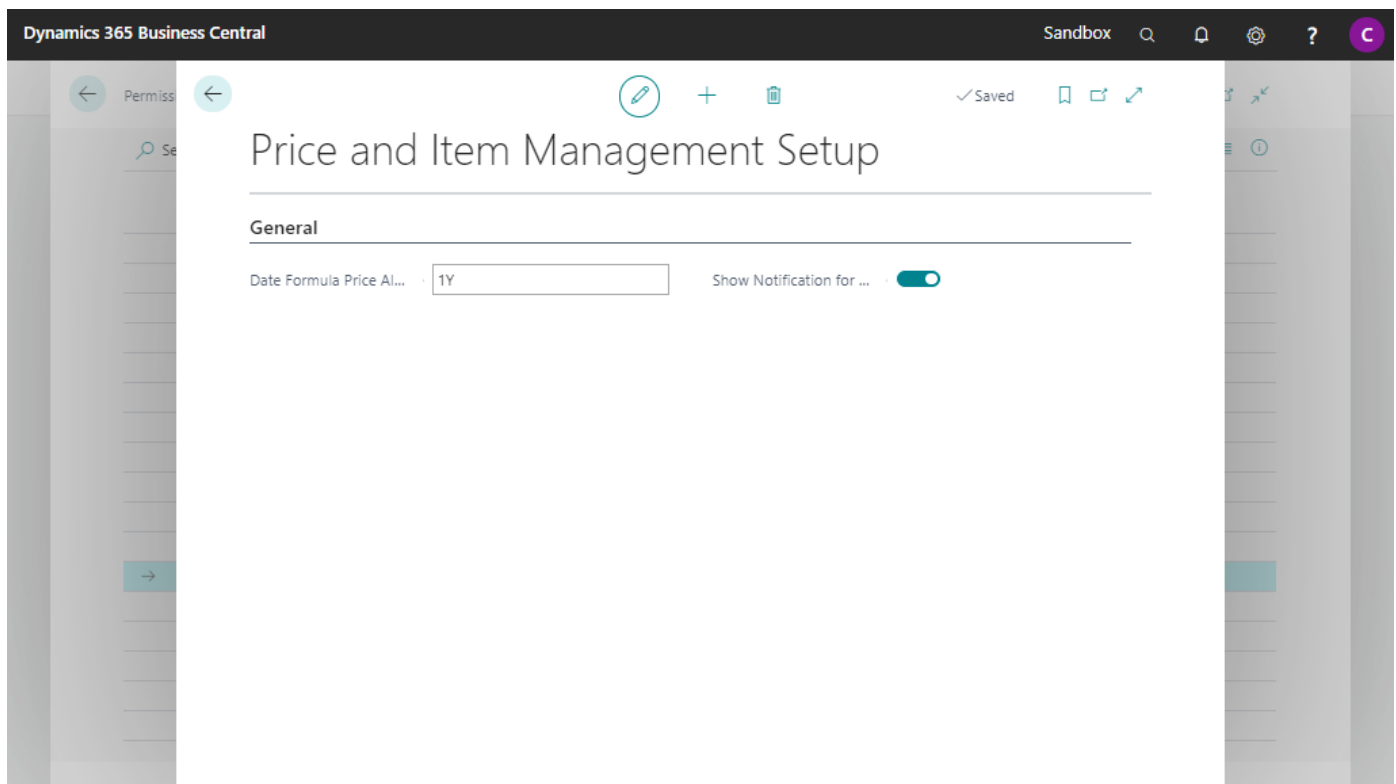 Dynamics 365 Business Central
Sandbox
?
C
Permiss
Saved
Se
Price and Item Management Setup
General
Date Formula Price Al...
1Y
Show Notification for ...